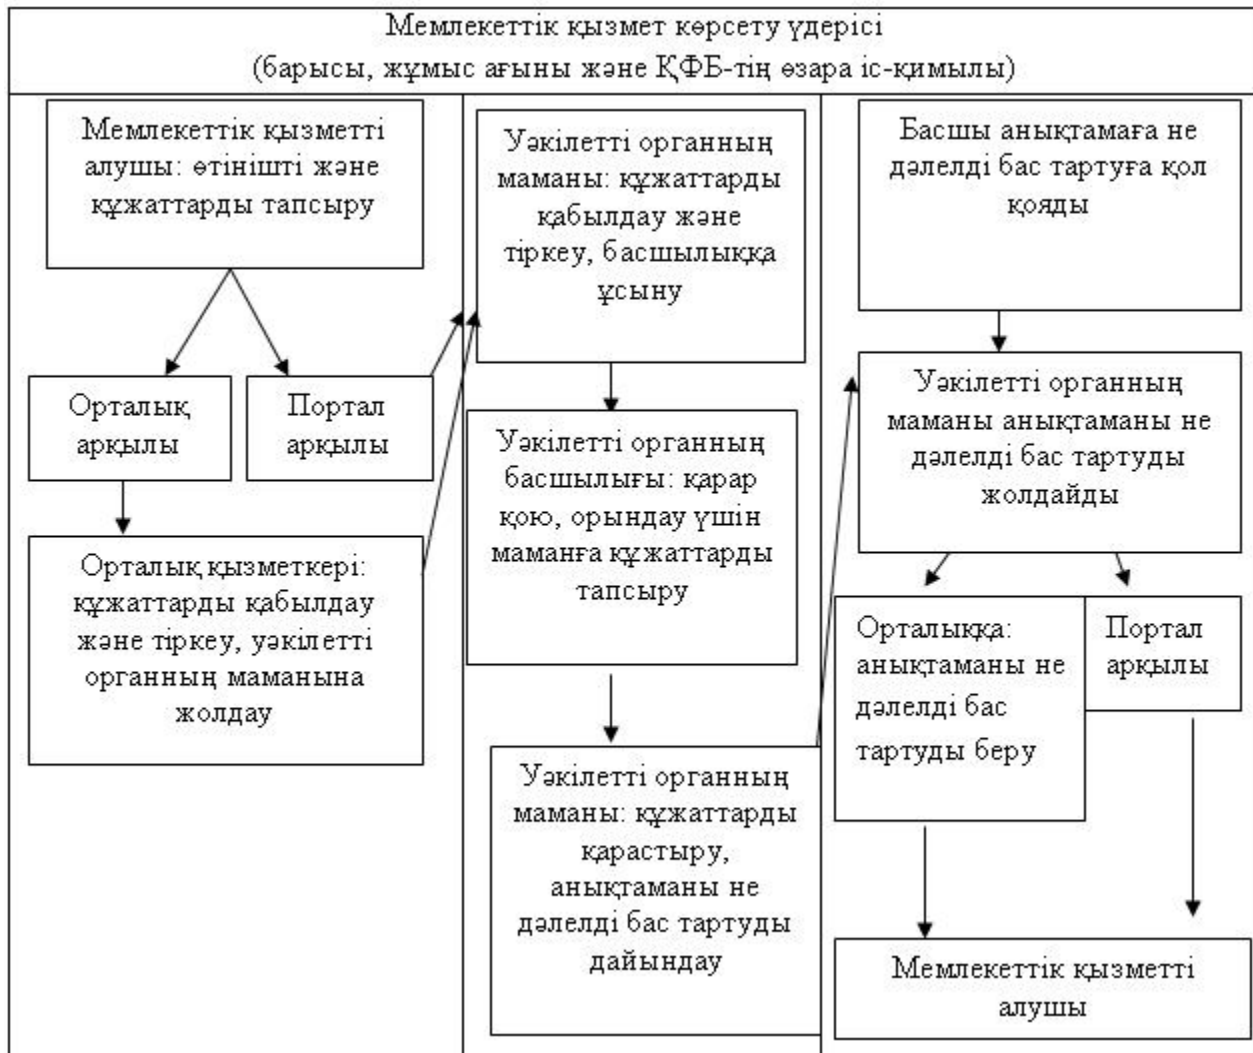 Мемлекеттік қызмет көрсету үдерісі
(барысы, жұмыс ағыны және ҚФБ-тің өзара іс-қимылы)
Мемлекеттік қызметті
алушы: өтінішті және
құжаттарды тапсыру
Орталық
арқылы
Портал
арқылы
Орталық қызметкері:
құжаттарды қабылдау
және тіркеу, уәкілетті
органның маманына
жолдау
Уәкілетті органның
маманы: құжаттарды
қабылдау және
тіркеу, басшылыққа
ұсыну
Уәкілетті органның
басшылығы: қарар
қою, орындау үшін
маманға құжаттарды
тапсыру
Уәкілетті органның
маманы: құжаттарды
қарастыру,
анықтаманы не
дәлелді бас тартуды
дайындау
Басшы анықтамаға не
дәлелді бас тартуға қол
қояды
Уәкілетті органның
маманы анықтаманы не
дәлелді бас тартуды
жолдайды
Орталыққа:
анықтаманы не
дәлелді бас
тартуды беру
Портал
арқылы
Мемлекеттік қызметті
алушы